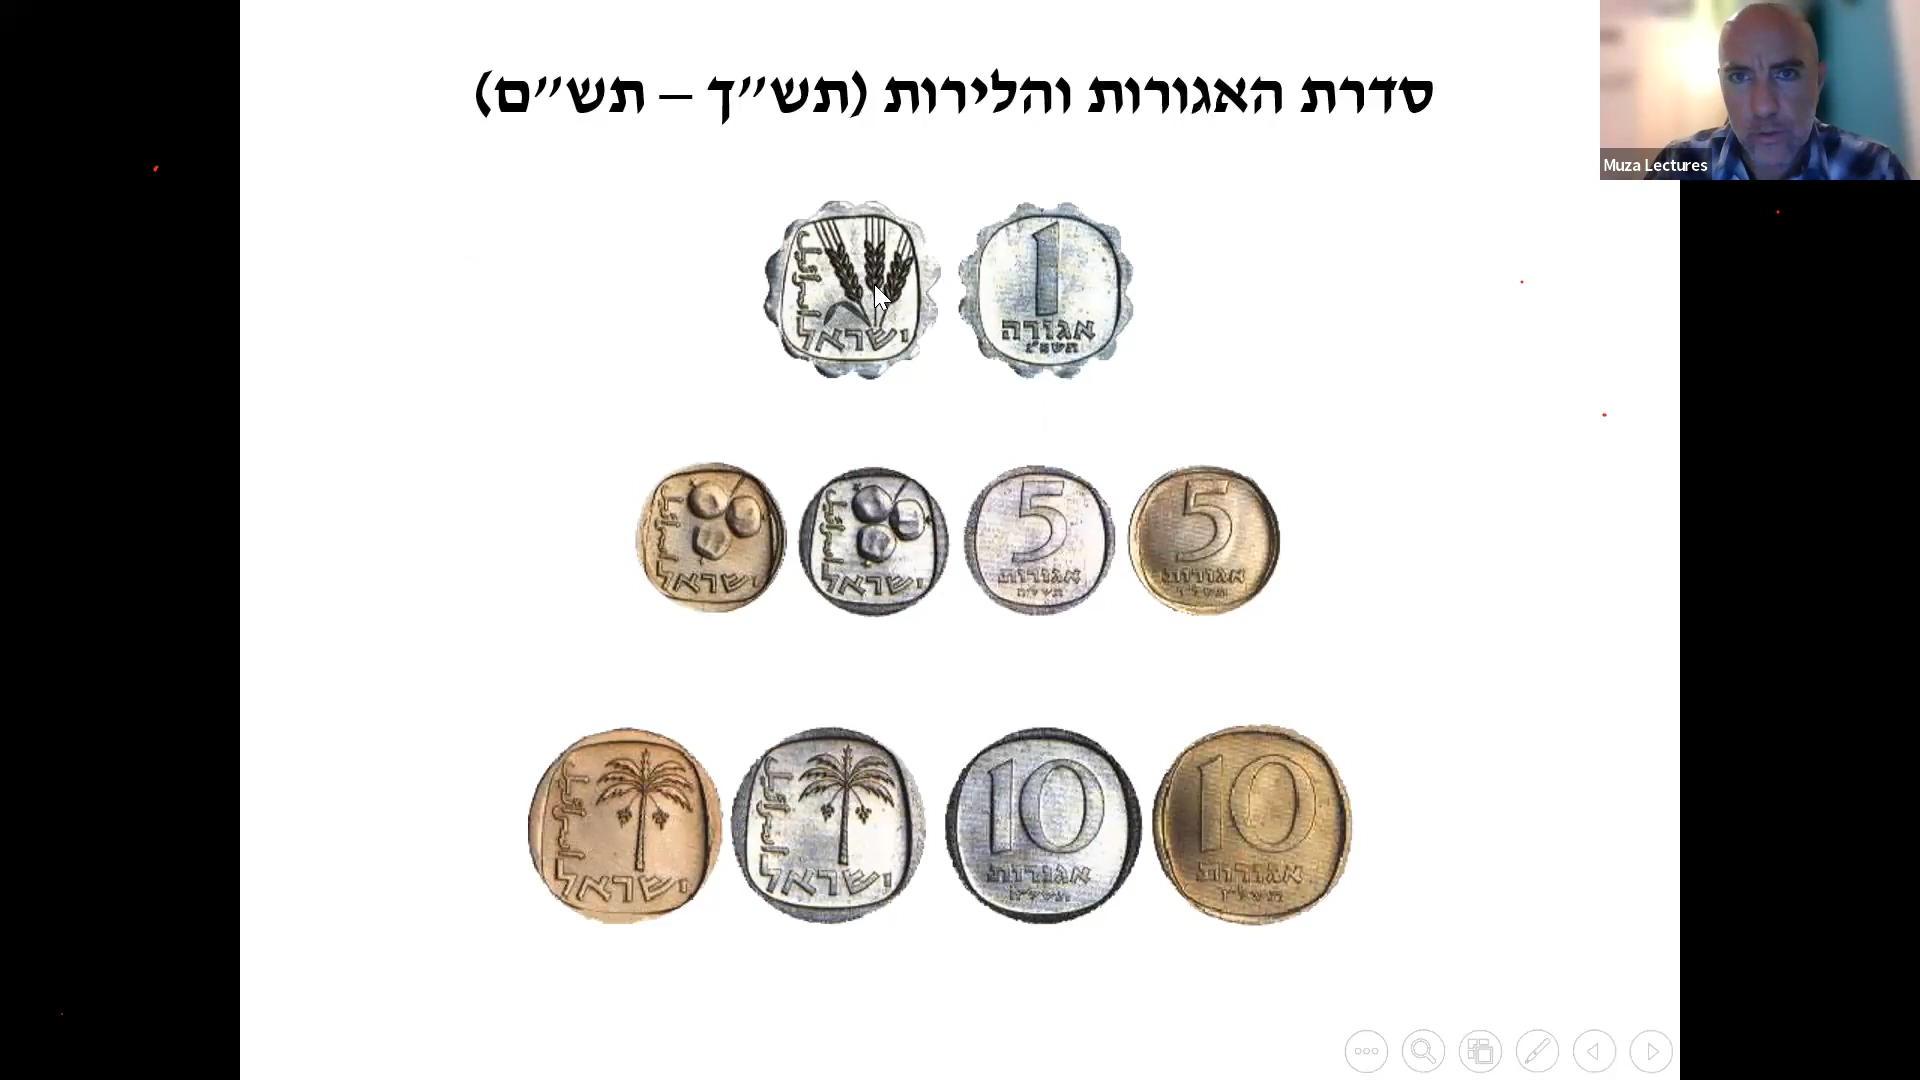 סדרת האגורות והלירות (תש״ך – תש״ם)
Muza Lectures
ישראל
1
אגורה
ישראל
ישראל
5
אגורות
5
אגורות
ישראל
ישראל
10
אגורות
10
אגורות